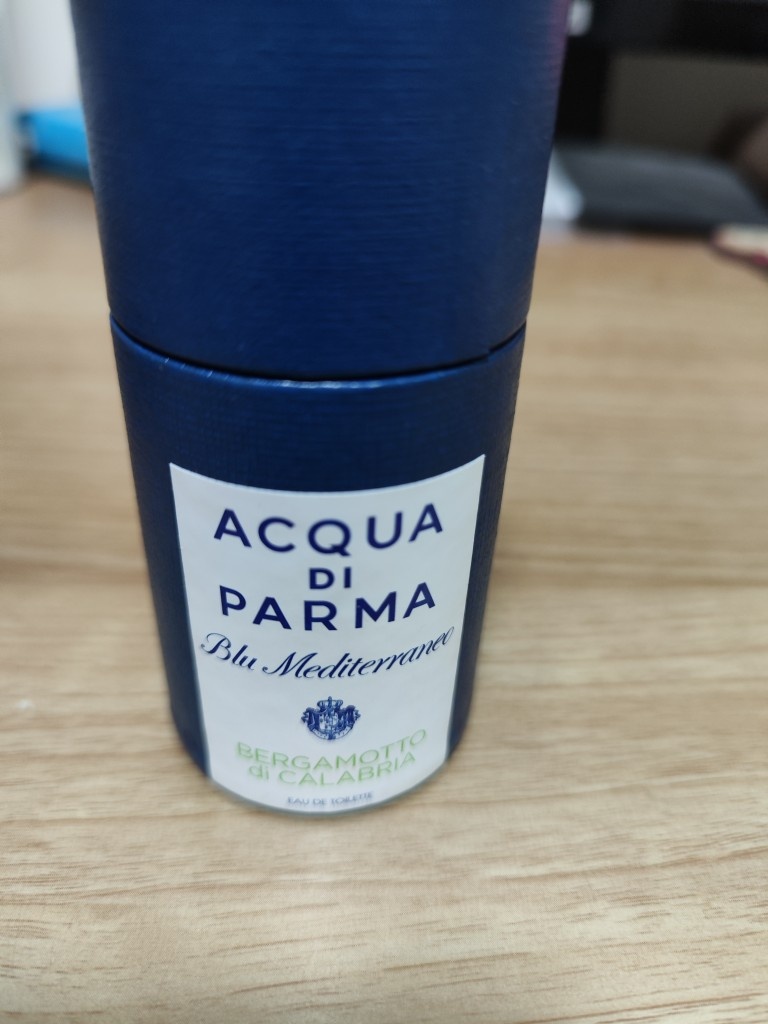 ACQUA
DI
PARMA
Blu Mediterraneo
BERGAMOTTO
di CALABRIA
EAU DE TOILETTE